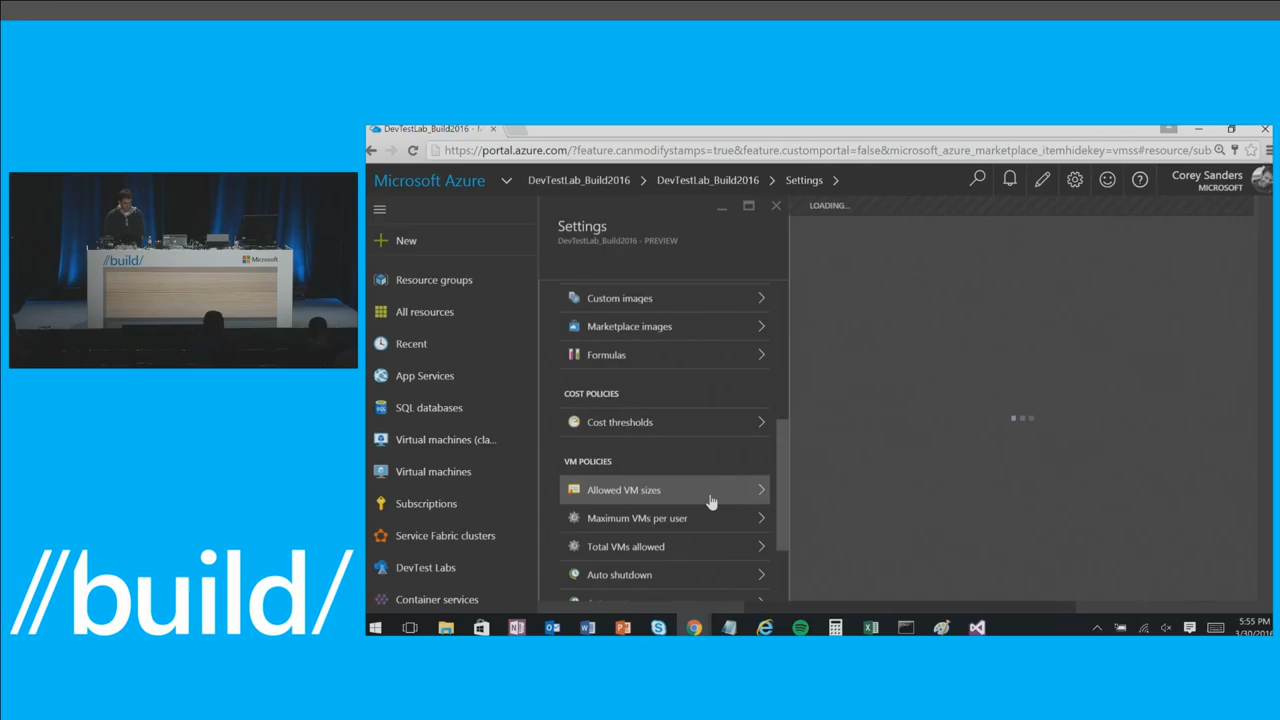 DevTestLab_Build2016 - M
https://portal.azure.com/?feature.canmodifystamps=true&feature.customportal=false&microsoft_azure_marketplace_itemhidekey=vmss#resource/sub
Microsoft Azure
DevTestLab_Build2016
DevTestLab_Build2016
Settings
Corey Sanders
MICROSOFT
New
Resource groups
All resources
Recent
App Services
SQL databases
Virtual machines (cla...
Virtual machines
Subscriptions
Service Fabric clusters
DevTest Labs
Container services
Settings
DevTestLab_Build2016 - PREVIEW
Custom images
Marketplace images
Formulas
COST POLICIES
Cost thresholds
VM POLICIES
Allowed VM sizes
Maximum VMs per user
Total VMs allowed
Auto shutdown
LOADING...
5:55 PM
3/30/2016
//build/
Microsoft
//build/